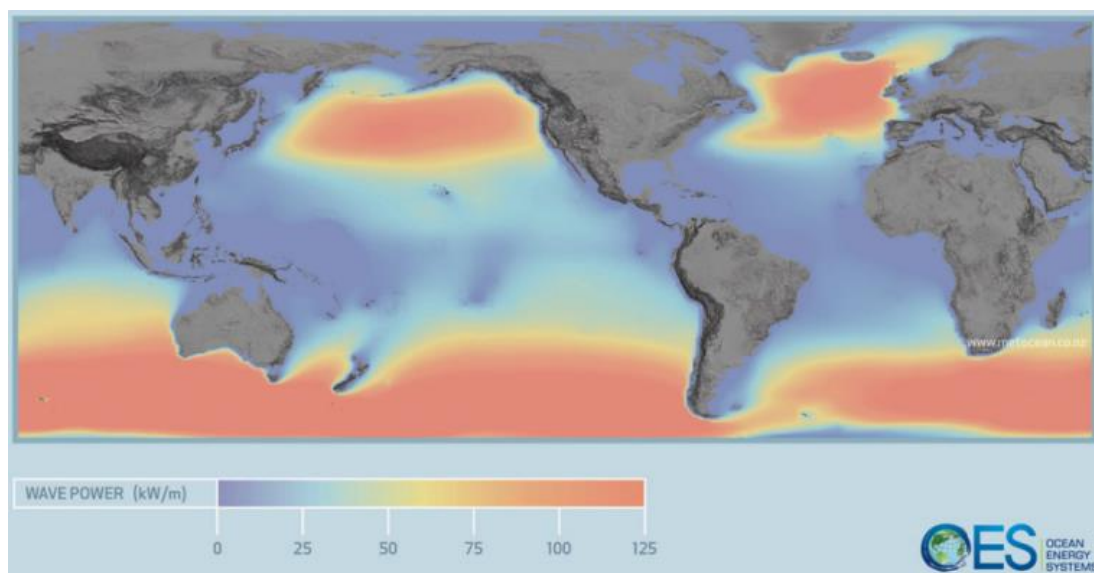 www.metocean.co.nz
WAVE POWER (kW/m)
0 25 50 75 100 125
OES
OCEAN
ENERGY
SYSTEMS